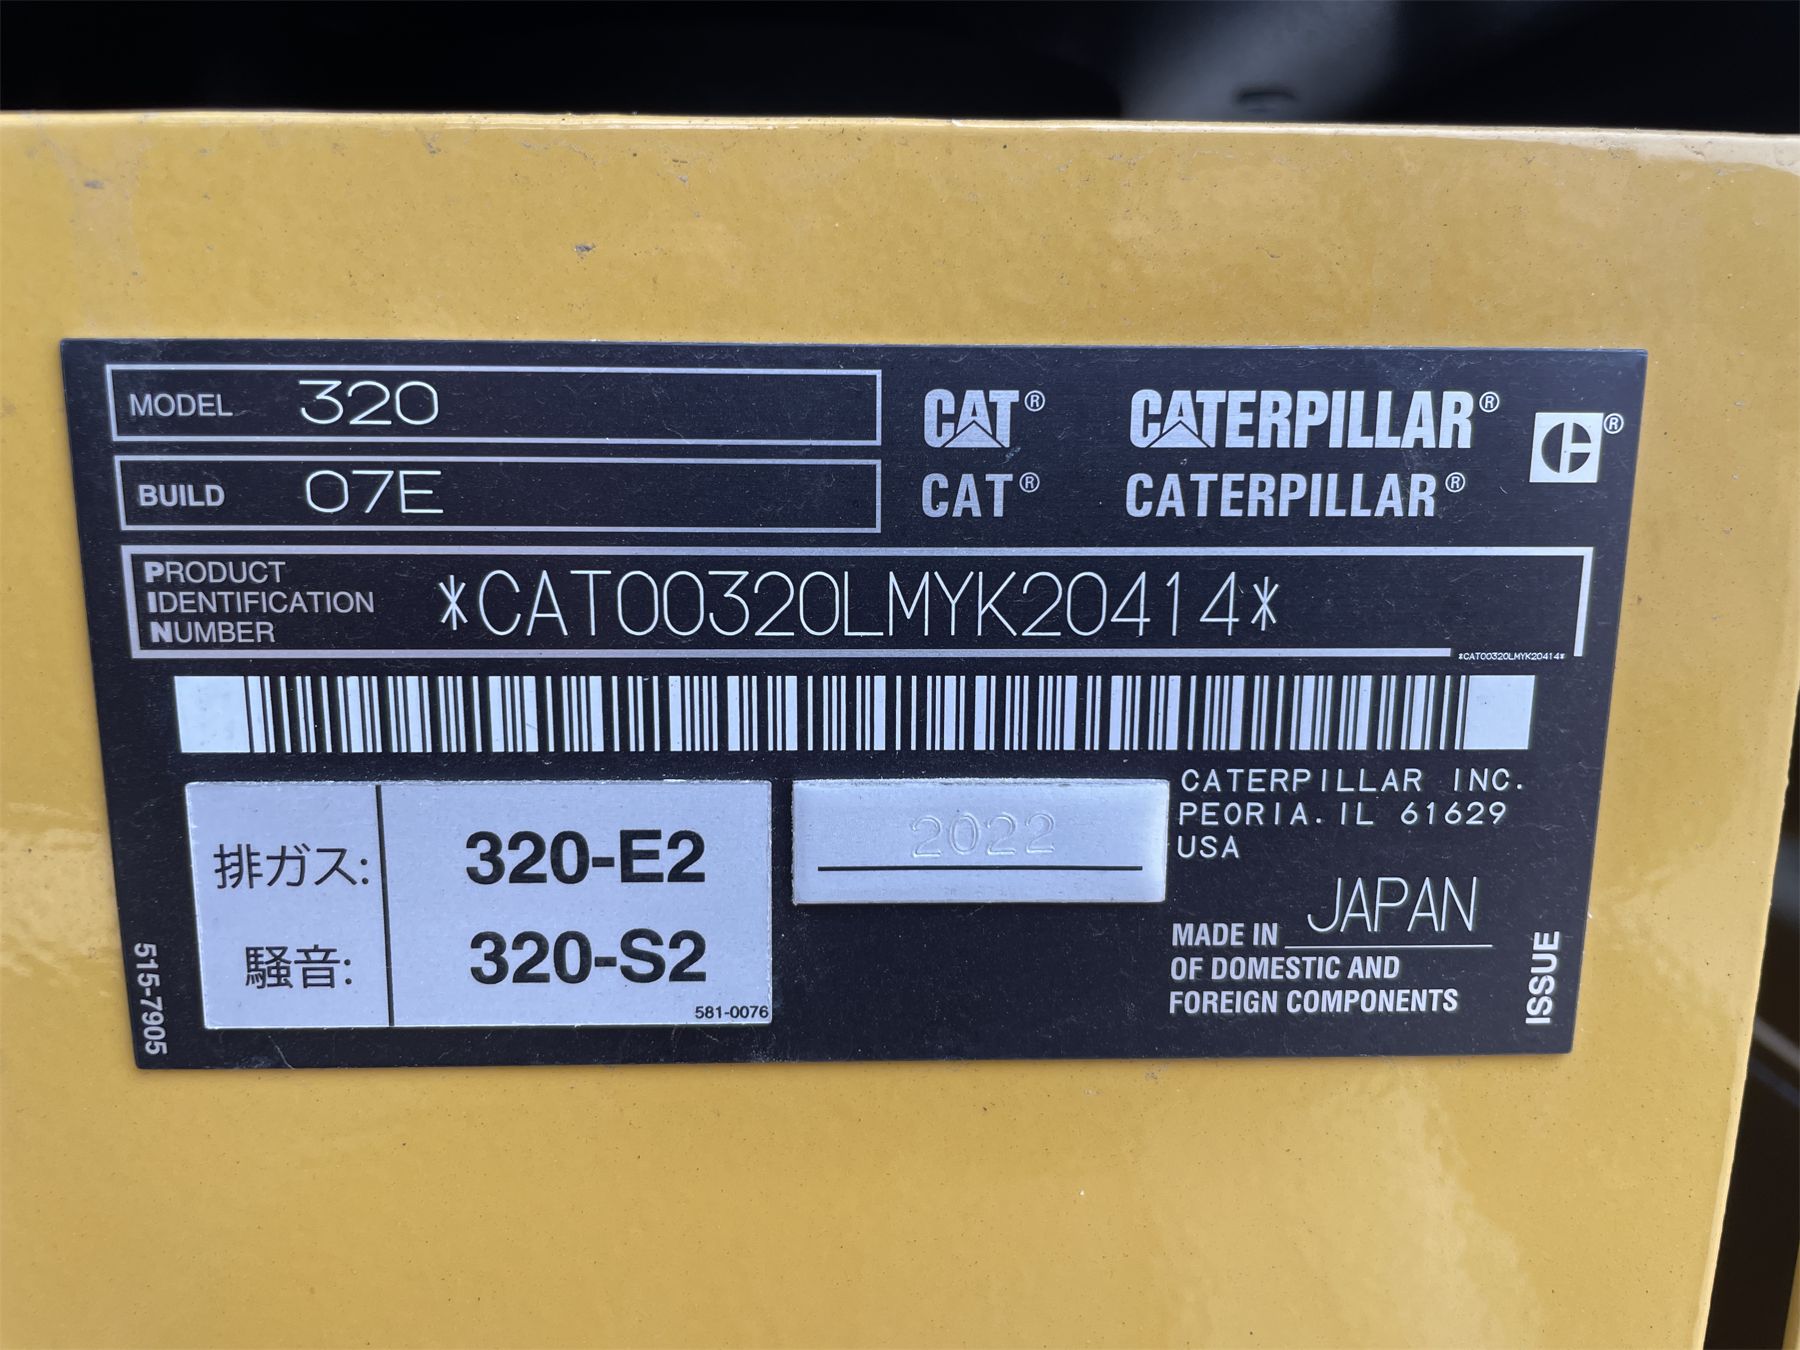 MODEL 320
CAT® CATERPILLAR®
BUILD 07E
CAT® CATERPILLAR®
PRODUCT
IDENTIFICATION
NUMBER
*CAT00320LMYK20414*
*CAT00320LMYK20414*
排ガス: 320-E2
騒音: 320-S2
581-0076
2022
CATERPILLAR INC.
PEORIA. IL 61629
USA
MADE IN JAPAN
OF DOMESTIC AND
FOREIGN COMPONENTS
515-7905
ISSUE